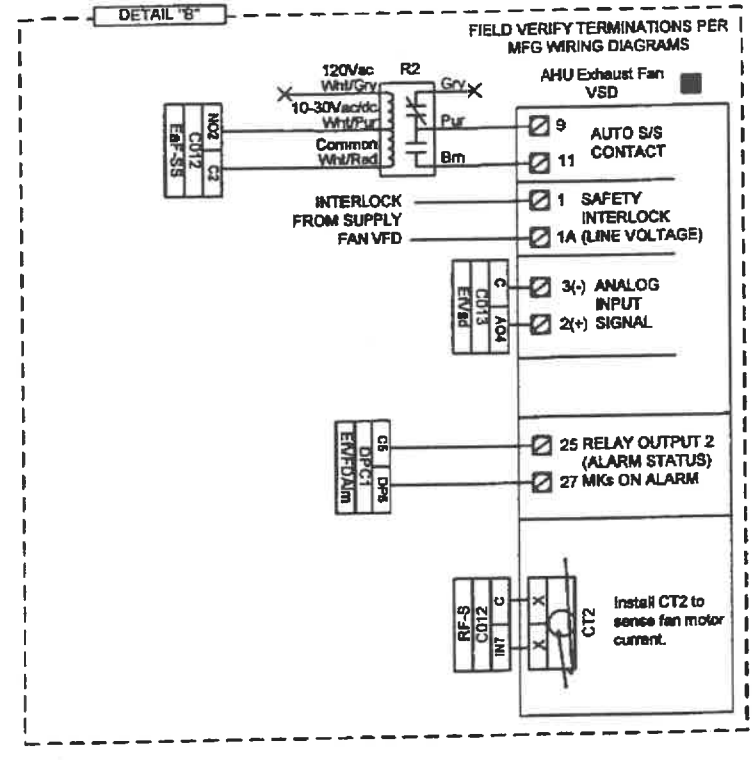 DETAIL "B"
FIELD VERIFY TERMINATIONS PER
MFG WIRING DIAGRAMS
AHU Exhaust Fan
VSD
120Vac
R2
Wht/Gry
Gry
10-30Vac/dc
Wht/Pur
Pur
Common
Wht/Red
Brn
NO2
C2
C012
9
11
AUTO S/S
CONTACT
INTERLOCK
FROM SUPPLY
FAN VFD
1 SAFETY
INTERLOCK
1A (LINE VOLTAGE)
C
AO4
C013
3(-) ANALOG
INPUT
2(+) SIGNAL
C5
DP5
DPC1
EfVFDAlm
25 RELAY OUTPUT 2
(ALARM STATUS)
27 MKs ON ALARM
C
IN7
C012
RF-S
X
X
CT2
Install CT2 to
sense fan motor
current.